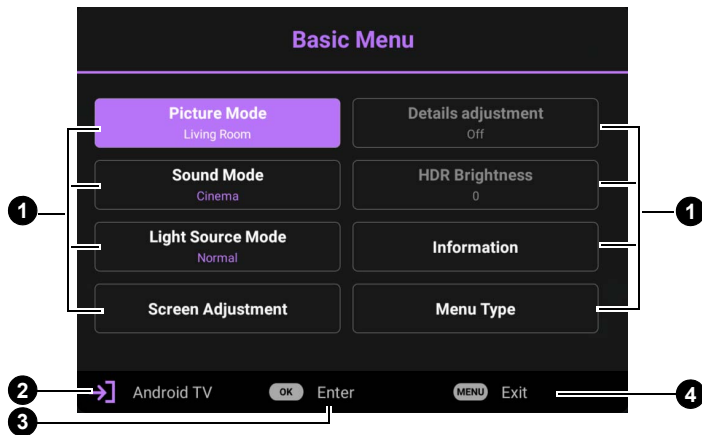 Basic Menu
Picture Mode
Living Room
Details adjustment
Off
Sound Mode
Cinema
HDR Brightness
0
1
1
Light Source Mode
Normal
Information
Screen Adjustment
Menu Type
2
Android TV
OK
Enter
MENU
Exit
4
3